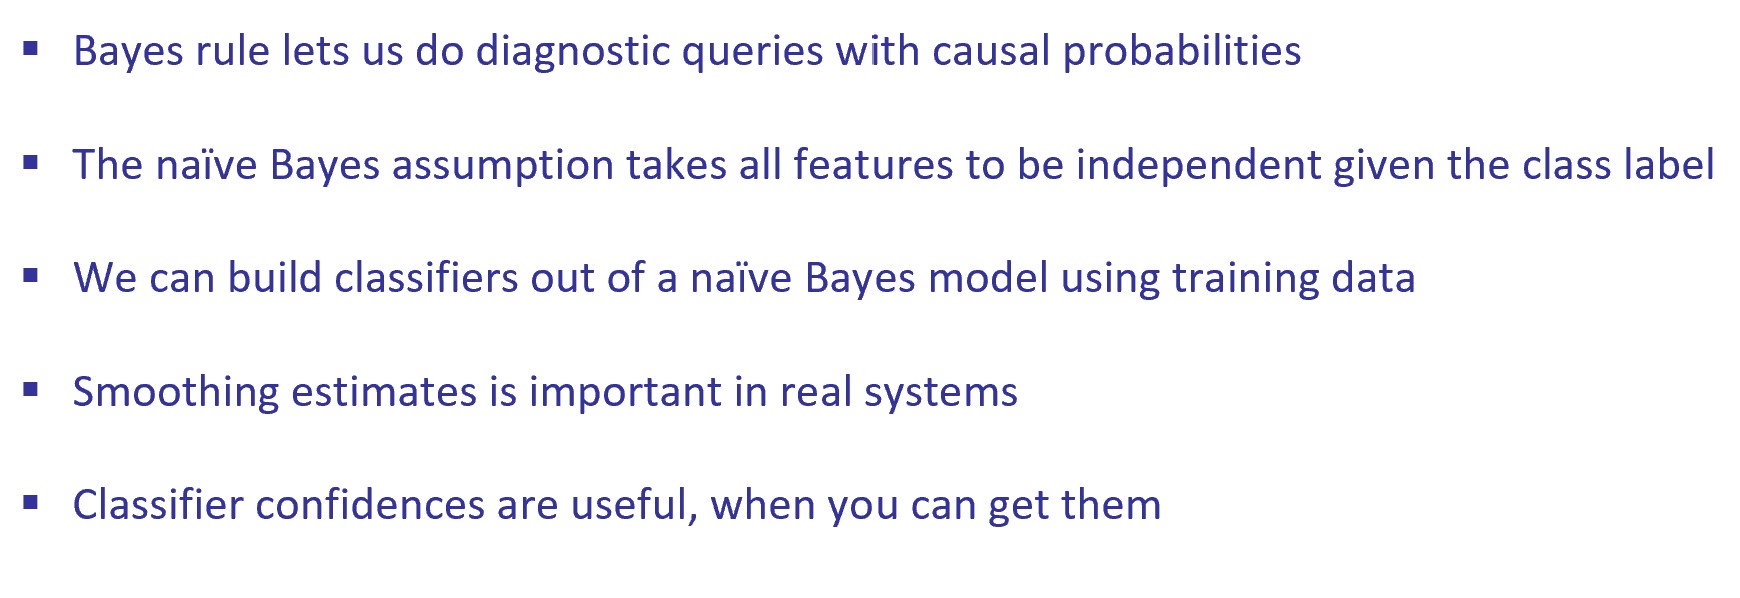 ▪ Bayes rule lets us do diagnostic queries with causal probabilities
▪ The naïve Bayes assumption takes all features to be independent given the class label
▪ We can build classifiers out of a naïve Bayes model using training data
▪ Smoothing estimates is important in real systems
▪ Classifier confidences are useful, when you can get them